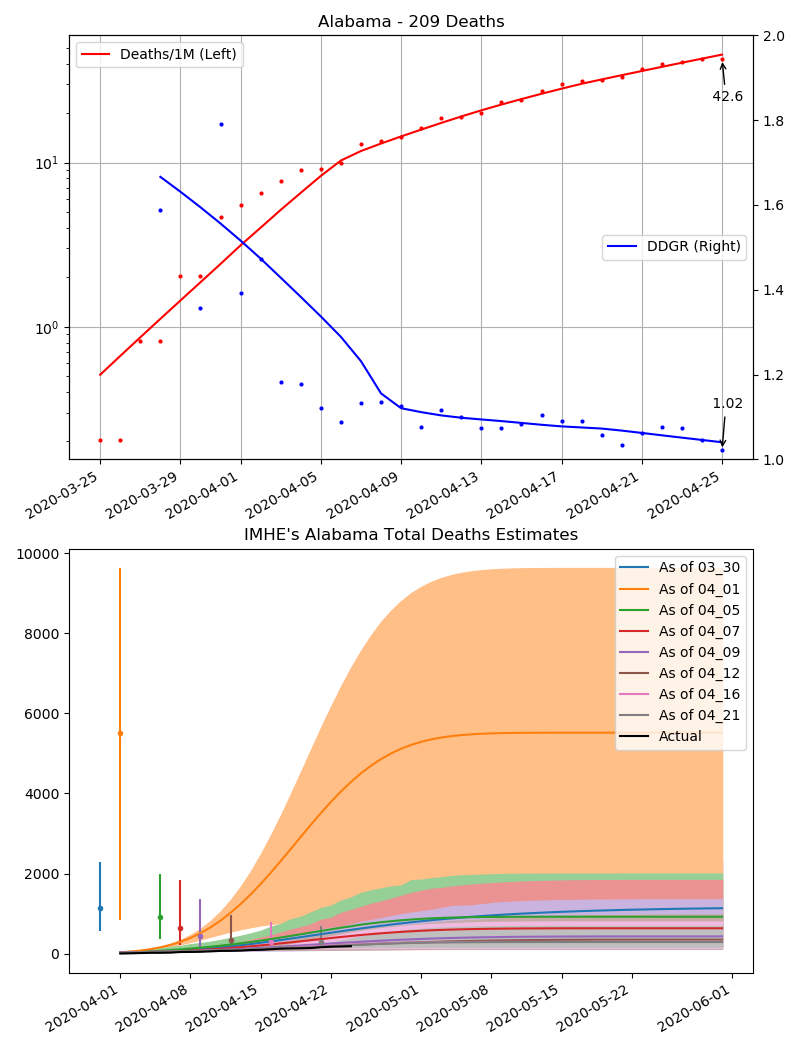 Alabama - 209 Deaths
Deaths/1M (Left)
2.0
1.8
1.6
1.4
1.2
1.0
10^1
10^0
42.6
DDGR (Right)
1.02
2020-03-25
2020-03-29
2020-04-01
2020-04-05
2020-04-09
2020-04-13
2020-04-17
2020-04-21
2020-04-25
IMHE's Alabama Total Deaths Estimates
10000
8000
6000
4000
2000
0
As of 03_30
As of 04_01
As of 04_05
As of 04_07
As of 04_09
As of 04_12
As of 04_16
As of 04_21
Actual
2020-04-01
2020-04-08
2020-04-15
2020-04-22
2020-05-01
2020-05-08
2020-05-15
2020-05-22
2020-06-01